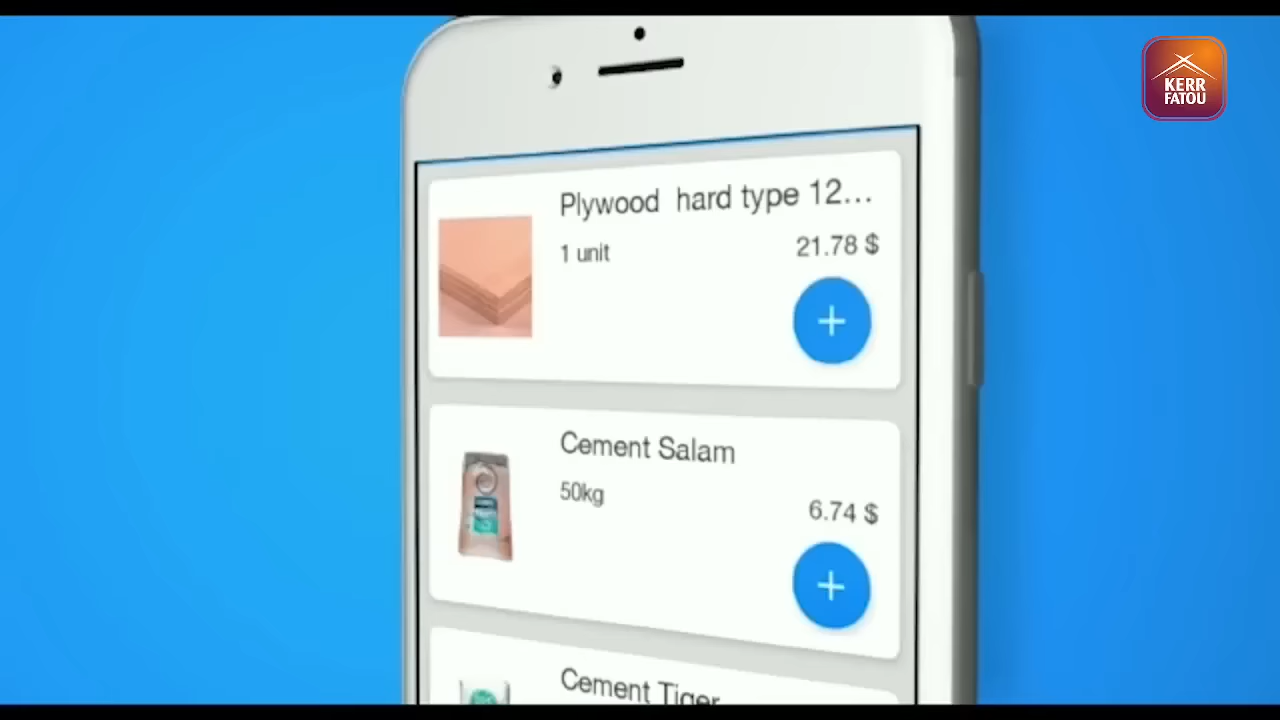 KERR
FATOU
Plywood hard type 12...
1 unit
21.78 $
+
Cement Salam
50kg
6.74 $
+
Cement Tiger